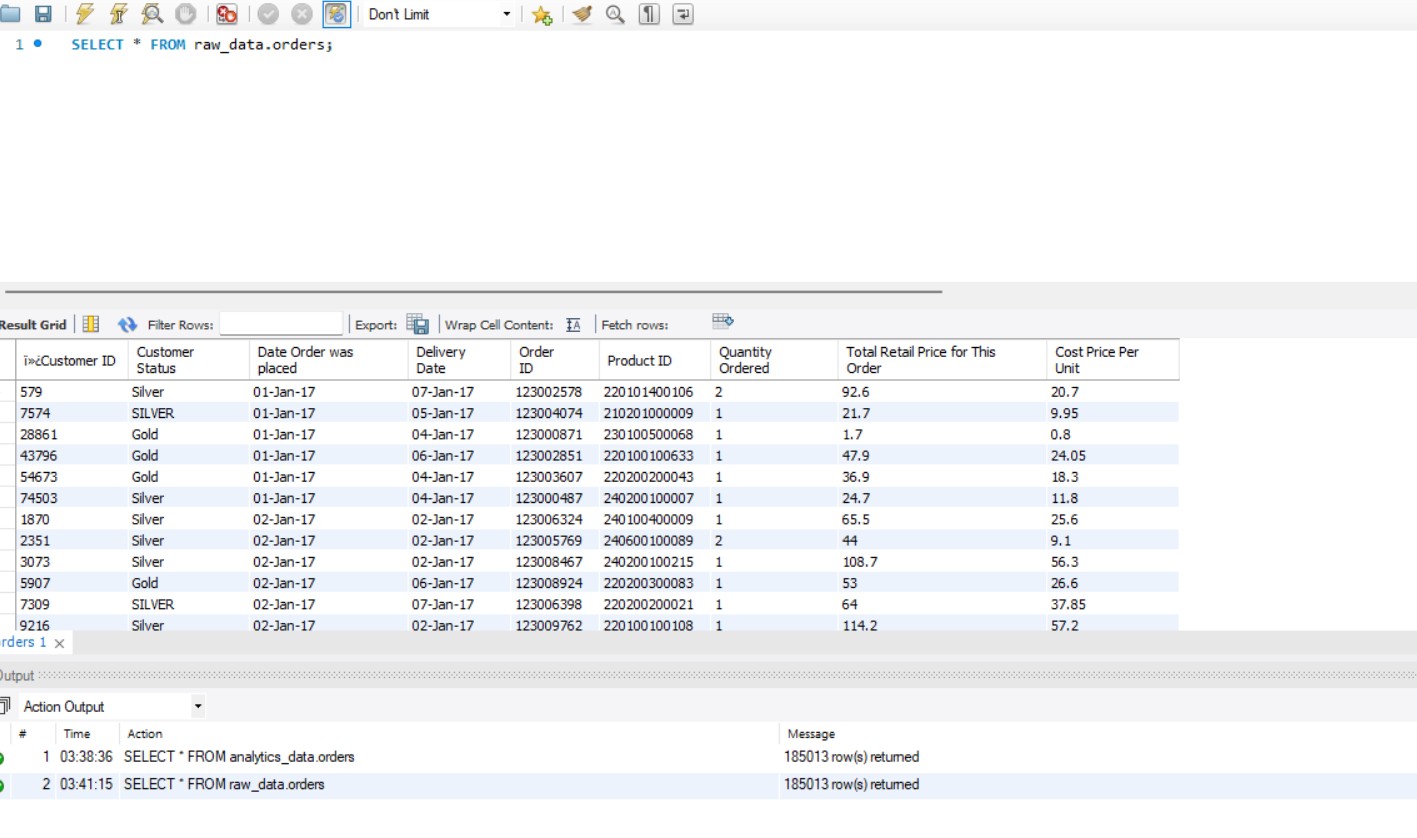 Don't Limit
1 SELECT * FROM raw_data.orders;
Result Grid Filter Rows: Export: Wrap Cell Content: Fetch rows:
ï»¿Customer ID Customer Status Date Order was placed Delivery Date Order ID Product ID Quantity Ordered Total Retail Price for This Order Cost Price Per Unit
579 Silver 01-Jan-17 07-Jan-17 123002578 220101400106 2 92.6 20.7
7574 SILVER 01-Jan-17 05-Jan-17 123004074 210201000009 1 21.7 9.95
28861 Gold 01-Jan-17 04-Jan-17 123000871 230100500068 1 1.7 0.8
43796 Gold 01-Jan-17 06-Jan-17 123002851 220100100633 1 47.9 24.05
54673 Gold 01-Jan-17 04-Jan-17 123003607 220200200043 1 36.9 18.3
74503 Silver 01-Jan-17 04-Jan-17 123000487 240200100007 1 24.7 11.8
1870 Silver 02-Jan-17 02-Jan-17 123006324 240100400009 1 65.5 25.6
2351 Silver 02-Jan-17 02-Jan-17 123005769 240600100089 2 44 9.1
3073 Silver 02-Jan-17 02-Jan-17 123008467 240200100215 1 108.7 56.3
5907 Gold 02-Jan-17 06-Jan-17 123008924 220200300083 1 53 26.6
7309 SILVER 02-Jan-17 07-Jan-17 123006398 220200200021 1 64 37.85
9216 Silver 02-Jan-17 02-Jan-17 123009762 220100100108 1 114.2 57.2
rders 1
Output
Action Output
# Time Action Message
1 03:38:36 SELECT * FROM analytics_data.orders 185013 row(s) returned
2 03:41:15 SELECT * FROM raw_data.orders 185013 row(s) returned